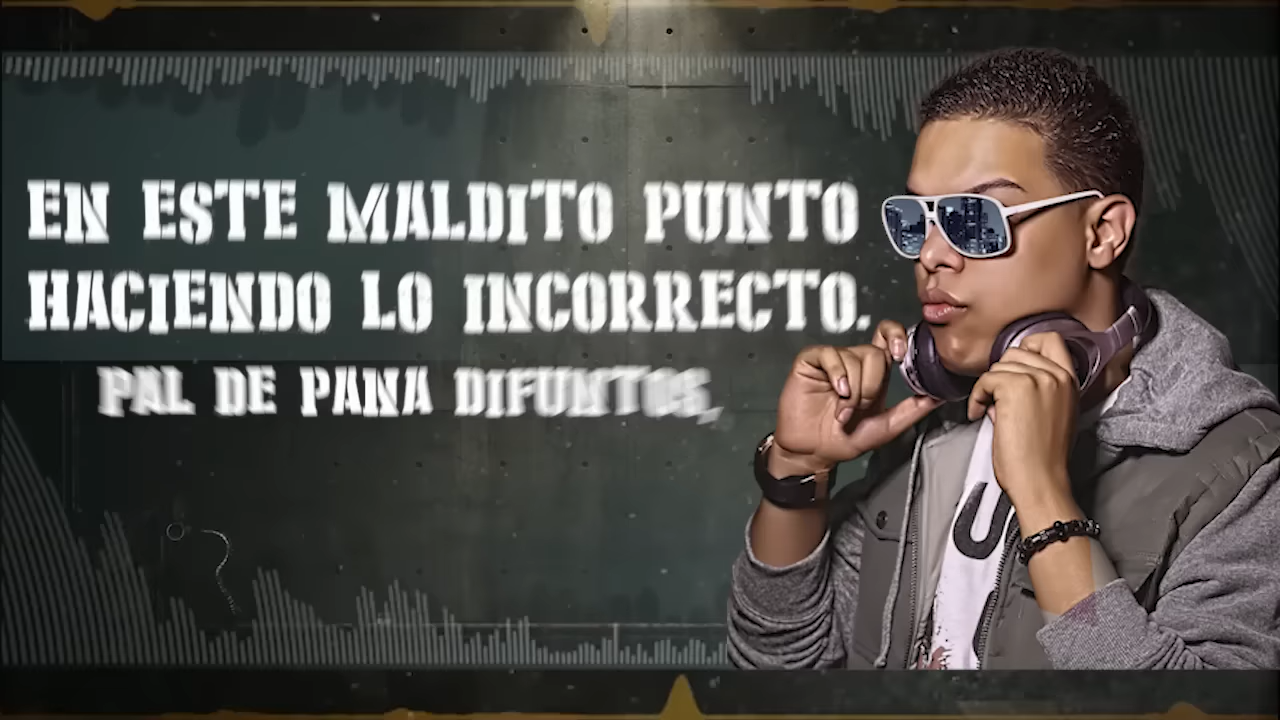 EN ESTE MALDITO PUNTO
HACIENDO LO INCORRECTO.
PAL DE PANA DIFUNTOS,